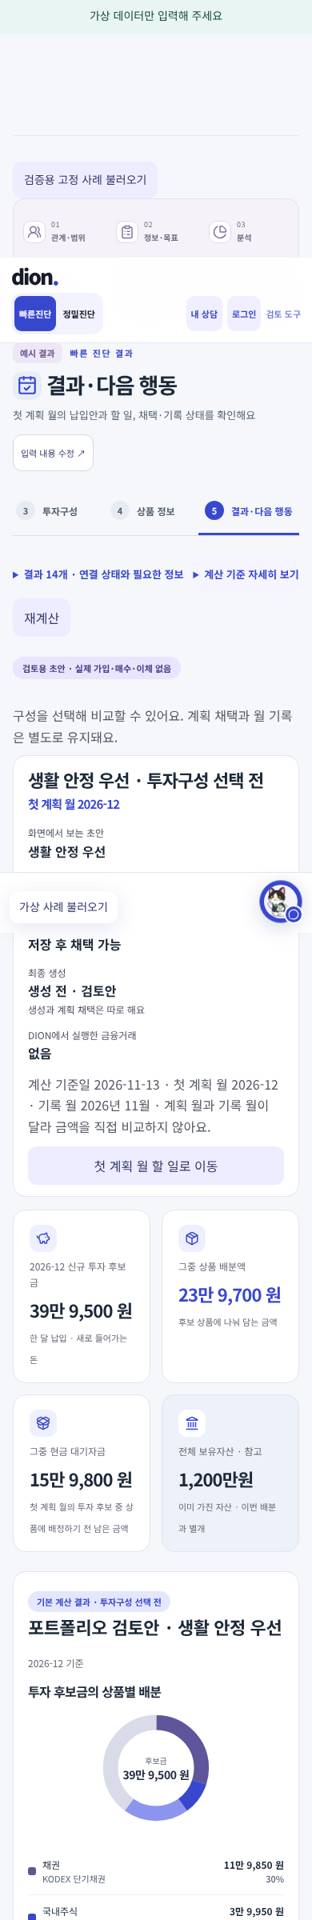 가상 데이터만 입력해 주세요
검증용 고정 사례 불러오기
01
관계·범위
02
정보·목표
03
분석
dion.
빠른진단
정밀진단
내 상담
로그인
검토 도구
예시 결과
빠른 진단 결과
결과·다음 행동
첫 계획 월의 납입안과 할 일, 채택·기록 상태를 확인해요
입력 내용 수정 ↗
3 투자구성
4 상품 정보
5 결과·다음 행동
▶ 결과 14개 · 연결 상태와 필요한 정보
▶ 계산 기준 자세히 보기
재계산
검토용 초안 · 실제 가입·매수·이체 없음
구성을 선택해 비교할 수 있어요. 계획 채택과 월 기록
은 별도로 유지돼요.
생활 안정 우선 · 투자구성 선택 전
첫 계획 월 2026-12
화면에서 보는 초안
생활 안정 우선
가상 사례 불러오기
저장 후 채택 가능
최종 생성
생성 전 · 검토안
생성과 계획 채택은 따로 해요
DION에서 실행한 금융거래
없음
계산 기준일 2026-11-13 · 첫 계획 월 2026-12
· 기록 월 2026년 11월 · 계획 월과 기록 월이
달라 금액을 직접 비교하지 않아요.
첫 계획 월 할 일로 이동
2026-12 신규 투자 후보
금
39만 9,500 원
한 달 납입 · 새로 들어가는
돈
그중 상품 배분액
23만 9,700 원
후보 상품에 나눠 담는 금액
그중 현금 대기자금
15만 9,800 원
첫 계획 월의 투자 후보 중 상
품에 배정하기 전 남은 금액
전체 보유자산 · 참고
1,200만원
이미 가진 자산 · 이번 배분
과 별개
기본 계산 결과 · 투자구성 선택 전
포트폴리오 검토안 · 생활 안정 우선
2026-12 기준
투자 후보금의 상품별 배분
후보금
39만 9,500 원
채권
KODEX 단기채권
11만 9,850 원
30%
국내주식
3만 9,950 원